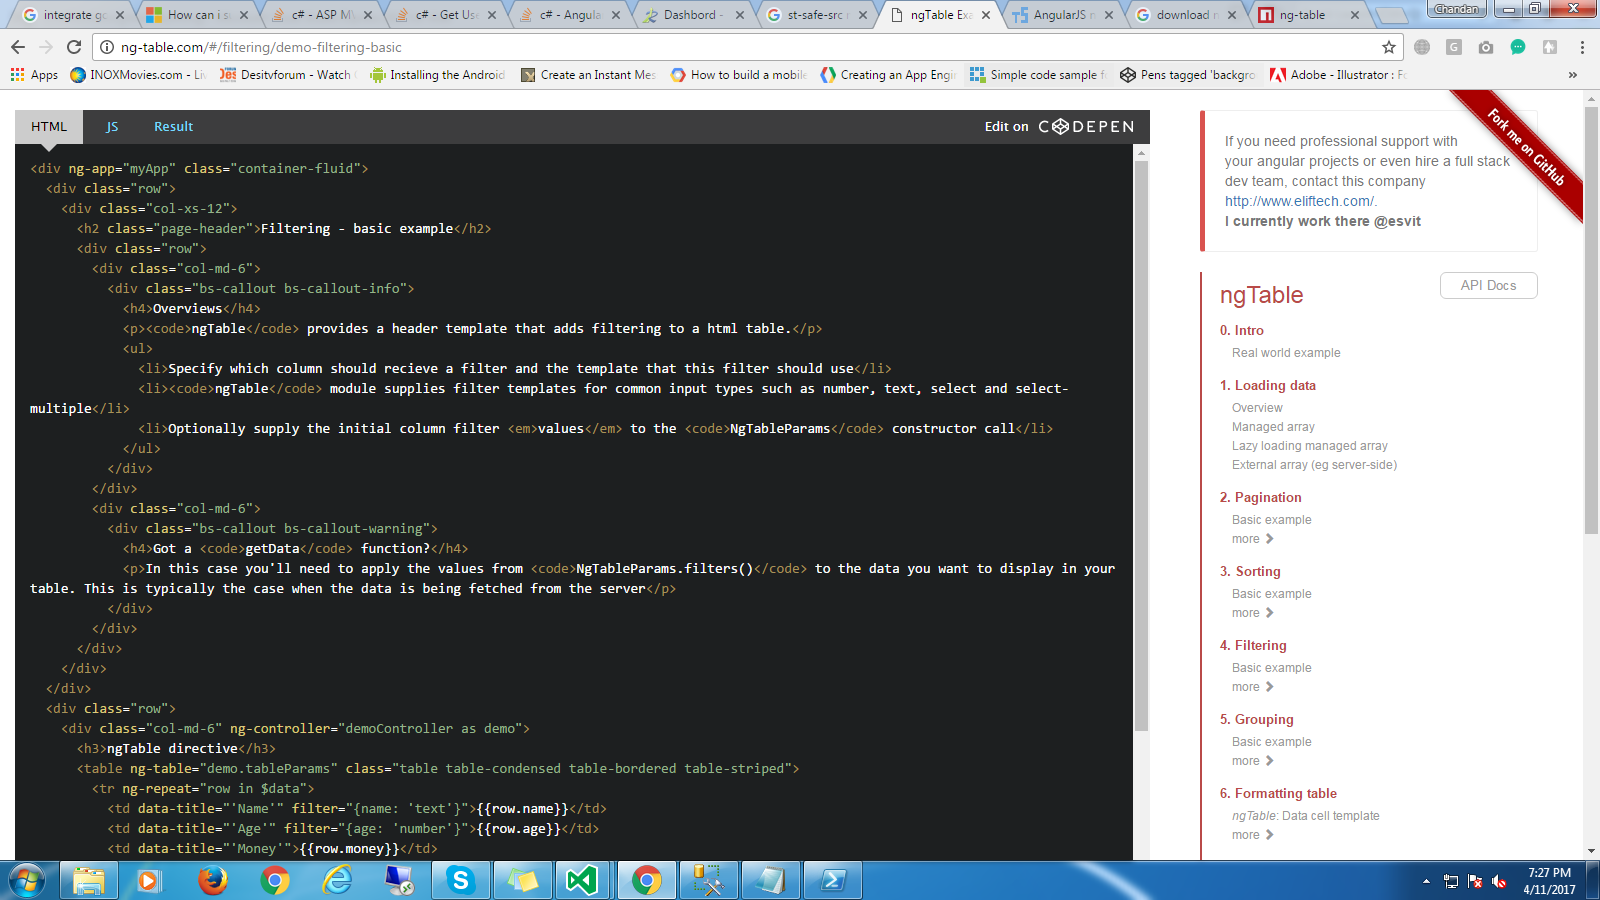 integrate go
How can i s
c# - ASP M
c# - Get Use
c# - Angula
Dashbord -
st-safe-src n
ngTable Exa
AngularJS n
download n
ng-table
Chandan
ng-table.com/#/filtering/demo-filtering-basic
Apps
INOXMovies.com - Li
Desitvforum - Watch
Installing the Android
Create an Instant Mes
How to build a mobile
Creating an App Engi
Simple code sample f
Pens tagged 'backgro
Adobe - Illustrator : F
»
HTML
JS
Result
Edit on CODEPEN
<div ng-app="myApp" class="container-fluid">
<div class="row">
<div class="col-xs-12">
<h2 class="page-header">Filtering - basic example</h2>
<div class="row">
<div class="col-md-6">
<div class="bs-callout bs-callout-info">
<h4>Overviews</h4>
<p><code>ngTable</code> provides a header template that adds filtering to a html table.</p>
<ul>
<li>Specify which column should recieve a filter and the template that this filter should use</li>
<li><code>ngTable</code> module supplies filter templates for common input types such as number, text, select and select-
multiple</li>
<li>Optionally supply the initial column filter <em>values</em> to the <code>NgTableParams</code> constructor call</li>
</ul>
</div>
</div>
<div class="col-md-6">
<div class="bs-callout bs-callout-warning">
<h4>Got a <code>getData</code> function?</h4>
<p>In this case you'll need to apply the values from <code>NgTableParams.filters()</code> to the data you want to display in your
table. This is typically the case when the data is being fetched from the server</p>
</div>
</div>
</div>
</div>
</div>
<div class="row">
<div class="col-md-6" ng-controller="demoController as demo">
<h3>ngTable directive</h3>
<table ng-table="demo.tableParams" class="table table-condensed table-bordered table-striped">
<tr ng-repeat="row in $data">
<td data-title="'Name'" filter="{name: 'text'}">{{row.name}}</td>
<td data-title="'Age'" filter="{age: 'number'}">{{row.age}}</td>
<td data-title="'Money'">{{row.money}}</td>
If you need professional support with
your angular projects or even hire a full stack
dev team, contact this company
http://www.eliftech.com/.
I currently work there @esvit
Fork me on GitHub
ngTable
API Docs
0. Intro
Real world example
1. Loading data
Overview
Managed array
Lazy loading managed array
External array (eg server-side)
2. Pagination
Basic example
more
3. Sorting
Basic example
more
4. Filtering
Basic example
more
5. Grouping
Basic example
more
6. Formatting table
ngTable: Data cell template
more
7:27 PM
4/11/2017